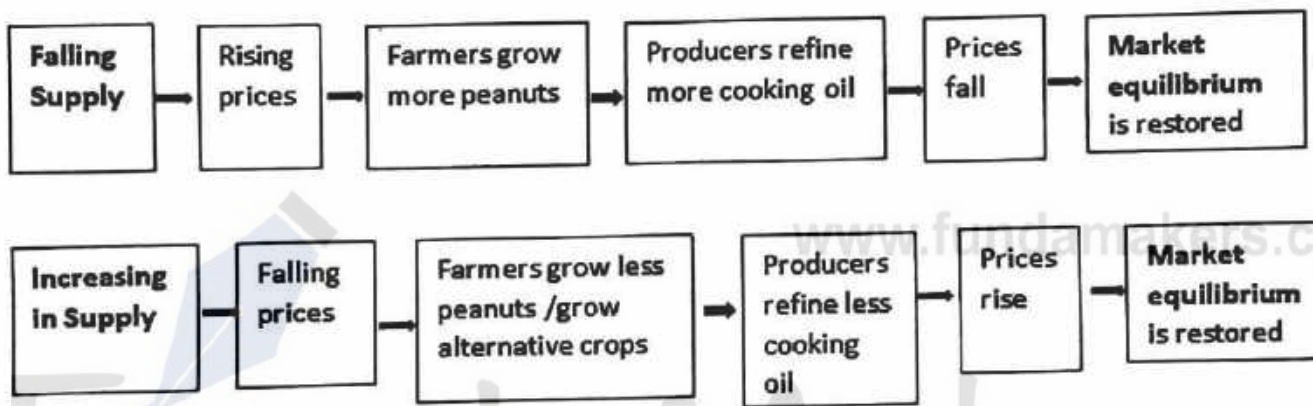 Falling
Supply
Rising
prices
Farmers grow
more peanuts
Producers refine
more cooking oil
Prices
fall
Market
equilibrium
is restored
www.fundamakers.c
Increasing
in Supply
Falling
prices
Farmers grow less
peanuts /grow
alternative crops
Producers
refine less
cooking
oil
Prices
rise
Market
equilibrium
is restored